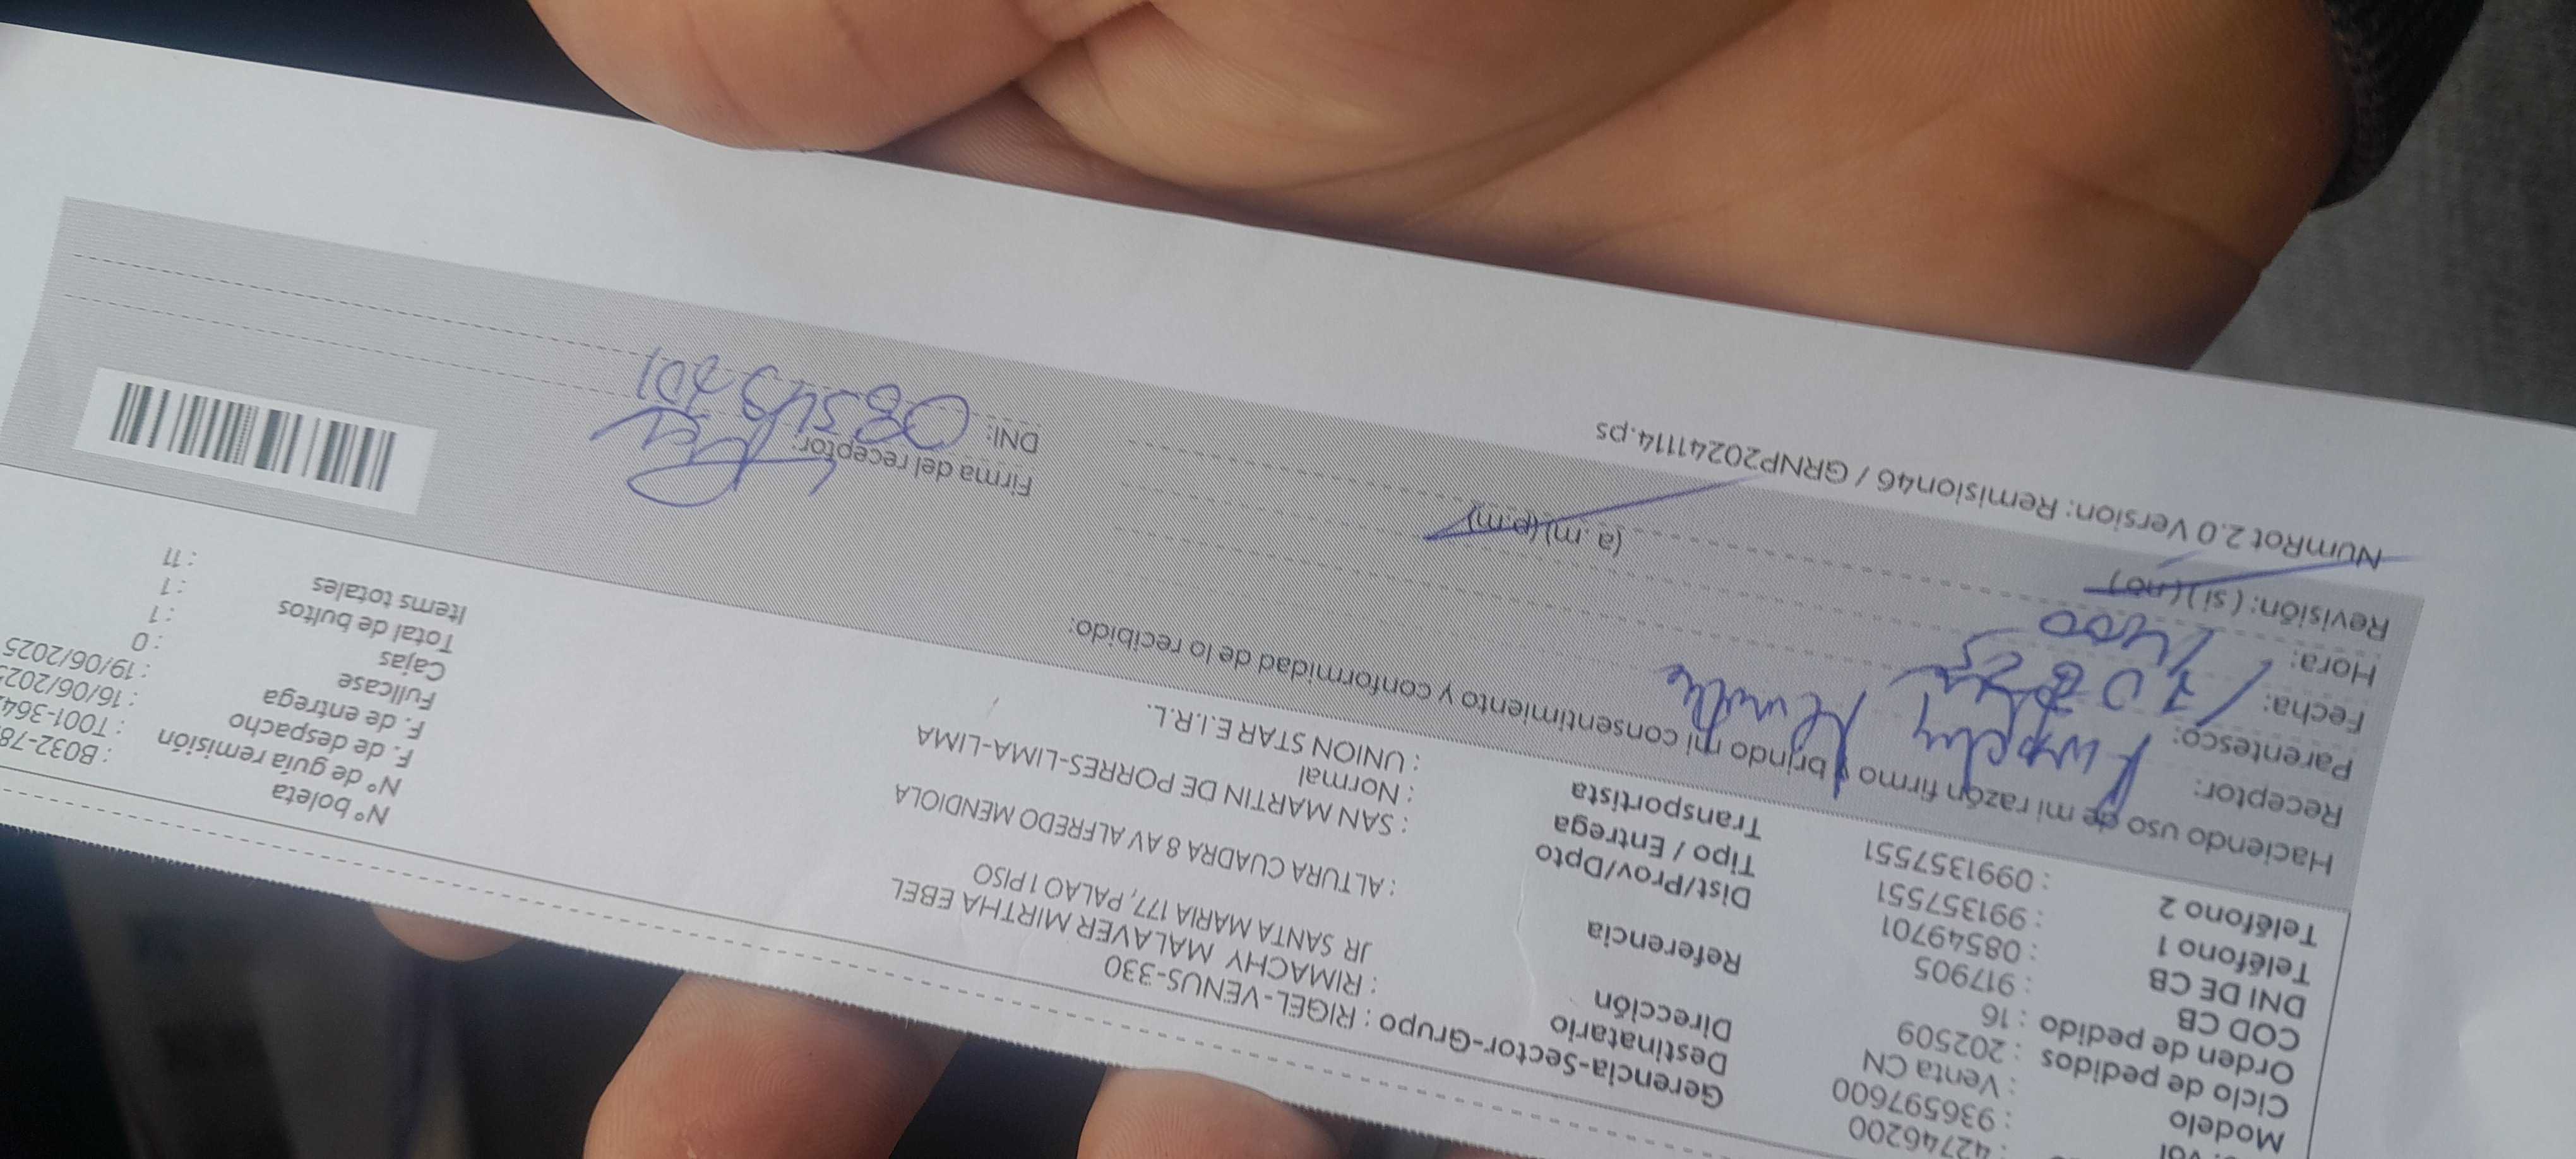 : 42746200
: 936597600
Modelo : Venta CN
Ciclo de pedidos : 202509
Orden de pedido : 16
COD CB : 917905
DNI DE CB : 08549701
Teléfono 1 : 991357551
Teléfono 2 : 0991357551
Gerencia-Sector-Grupo : RIGEL-VENUS-330
Destinatario : RIMACHY MALAVER MIRTHA EBEL
Dirección JR SANTA MARIA 177, PALAO 1 PISO
Referencia : ALTURA CUADRA 8 AV ALFREDO MENDIOLA
Dist/Prov/Dpto : SAN MARTIN DE PORRES-LIMA-LIMA
Tipo / Entrega : Normal
Transportista : UNION STAR E.I.R.L.
N° boleta : B032-78
N° de guía remisión : T001-364
F. de despacho : 16/06/202
F. de entrega : 19/06/2025
Fullcase : 0
Cajas : 1
Total de bultos : 1
Items totales : 11
Haciendo uso de mi razón firmo y brindo mi consentimiento y conformidad de lo recibido:
Receptor:
Parentesco:
Fecha:
Hora: 1400
Revisión: (si) (no) (a.m) (p.m)
Firma del receptor:
DNI: 08549701
NumRot 2.0 Version: Remision46 / GRNP20241114.ps